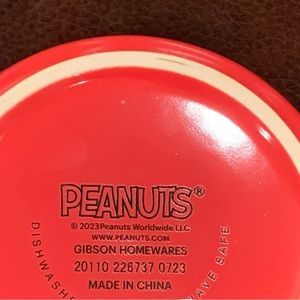 PEANUTS®
© 2023 Peanuts Worldwide LLC
WWW.PEANUTS.COM
GIBSON HOMEWARES
20110 226737 0723
MADE IN CHINA
DISHWASHE
WAVE SAFE